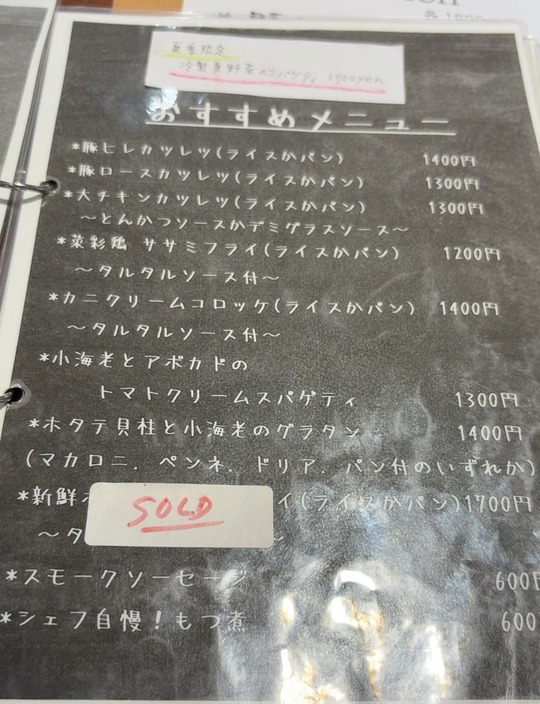 夏季限定
冷製夏野菜のスパゲティ 1500yen
おすすめメニュー
*豚ヒレカツレツ(ライスかパン) 1400円
*豚ロースカツレツ(ライスかパン) 1300円
*大チキンカツレツ(ライスかパン) 1300円
～とんかつソースかデミグラスソース～
*菜彩鶏 ササミフライ(ライスかパン) 1200円
～タルタルソース付～
*カニクリームコロッケ(ライスかパン) 1400円
～タルタルソース付～
*小海老とアボカドの
トマトクリームスパゲティ 1300円
*ホタテ貝柱と小海老のグラタン 1400円
(マカロニ. ペンネ. ドリア. パン付のいずれか)
*新鮮 イ(ライスかパン)1700円
SOLD
～タ ～
*スモークソーセージ 600円
*シェフ自慢！もつ煮 600